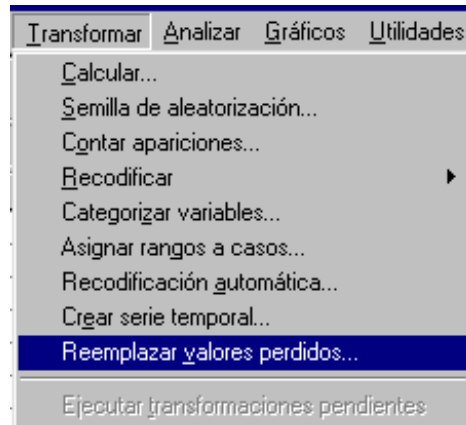 Transformar Analizar Gráficos Utilidades
Calcular...
Semilla de aleatorización...
Contar apariciones...
Recodificar
Categorizar variables...
Asignar rangos a casos...
Recodificación automática...
Crear serie temporal...
Reemplazar valores perdidos...
Ejecutar transformaciones pendientes